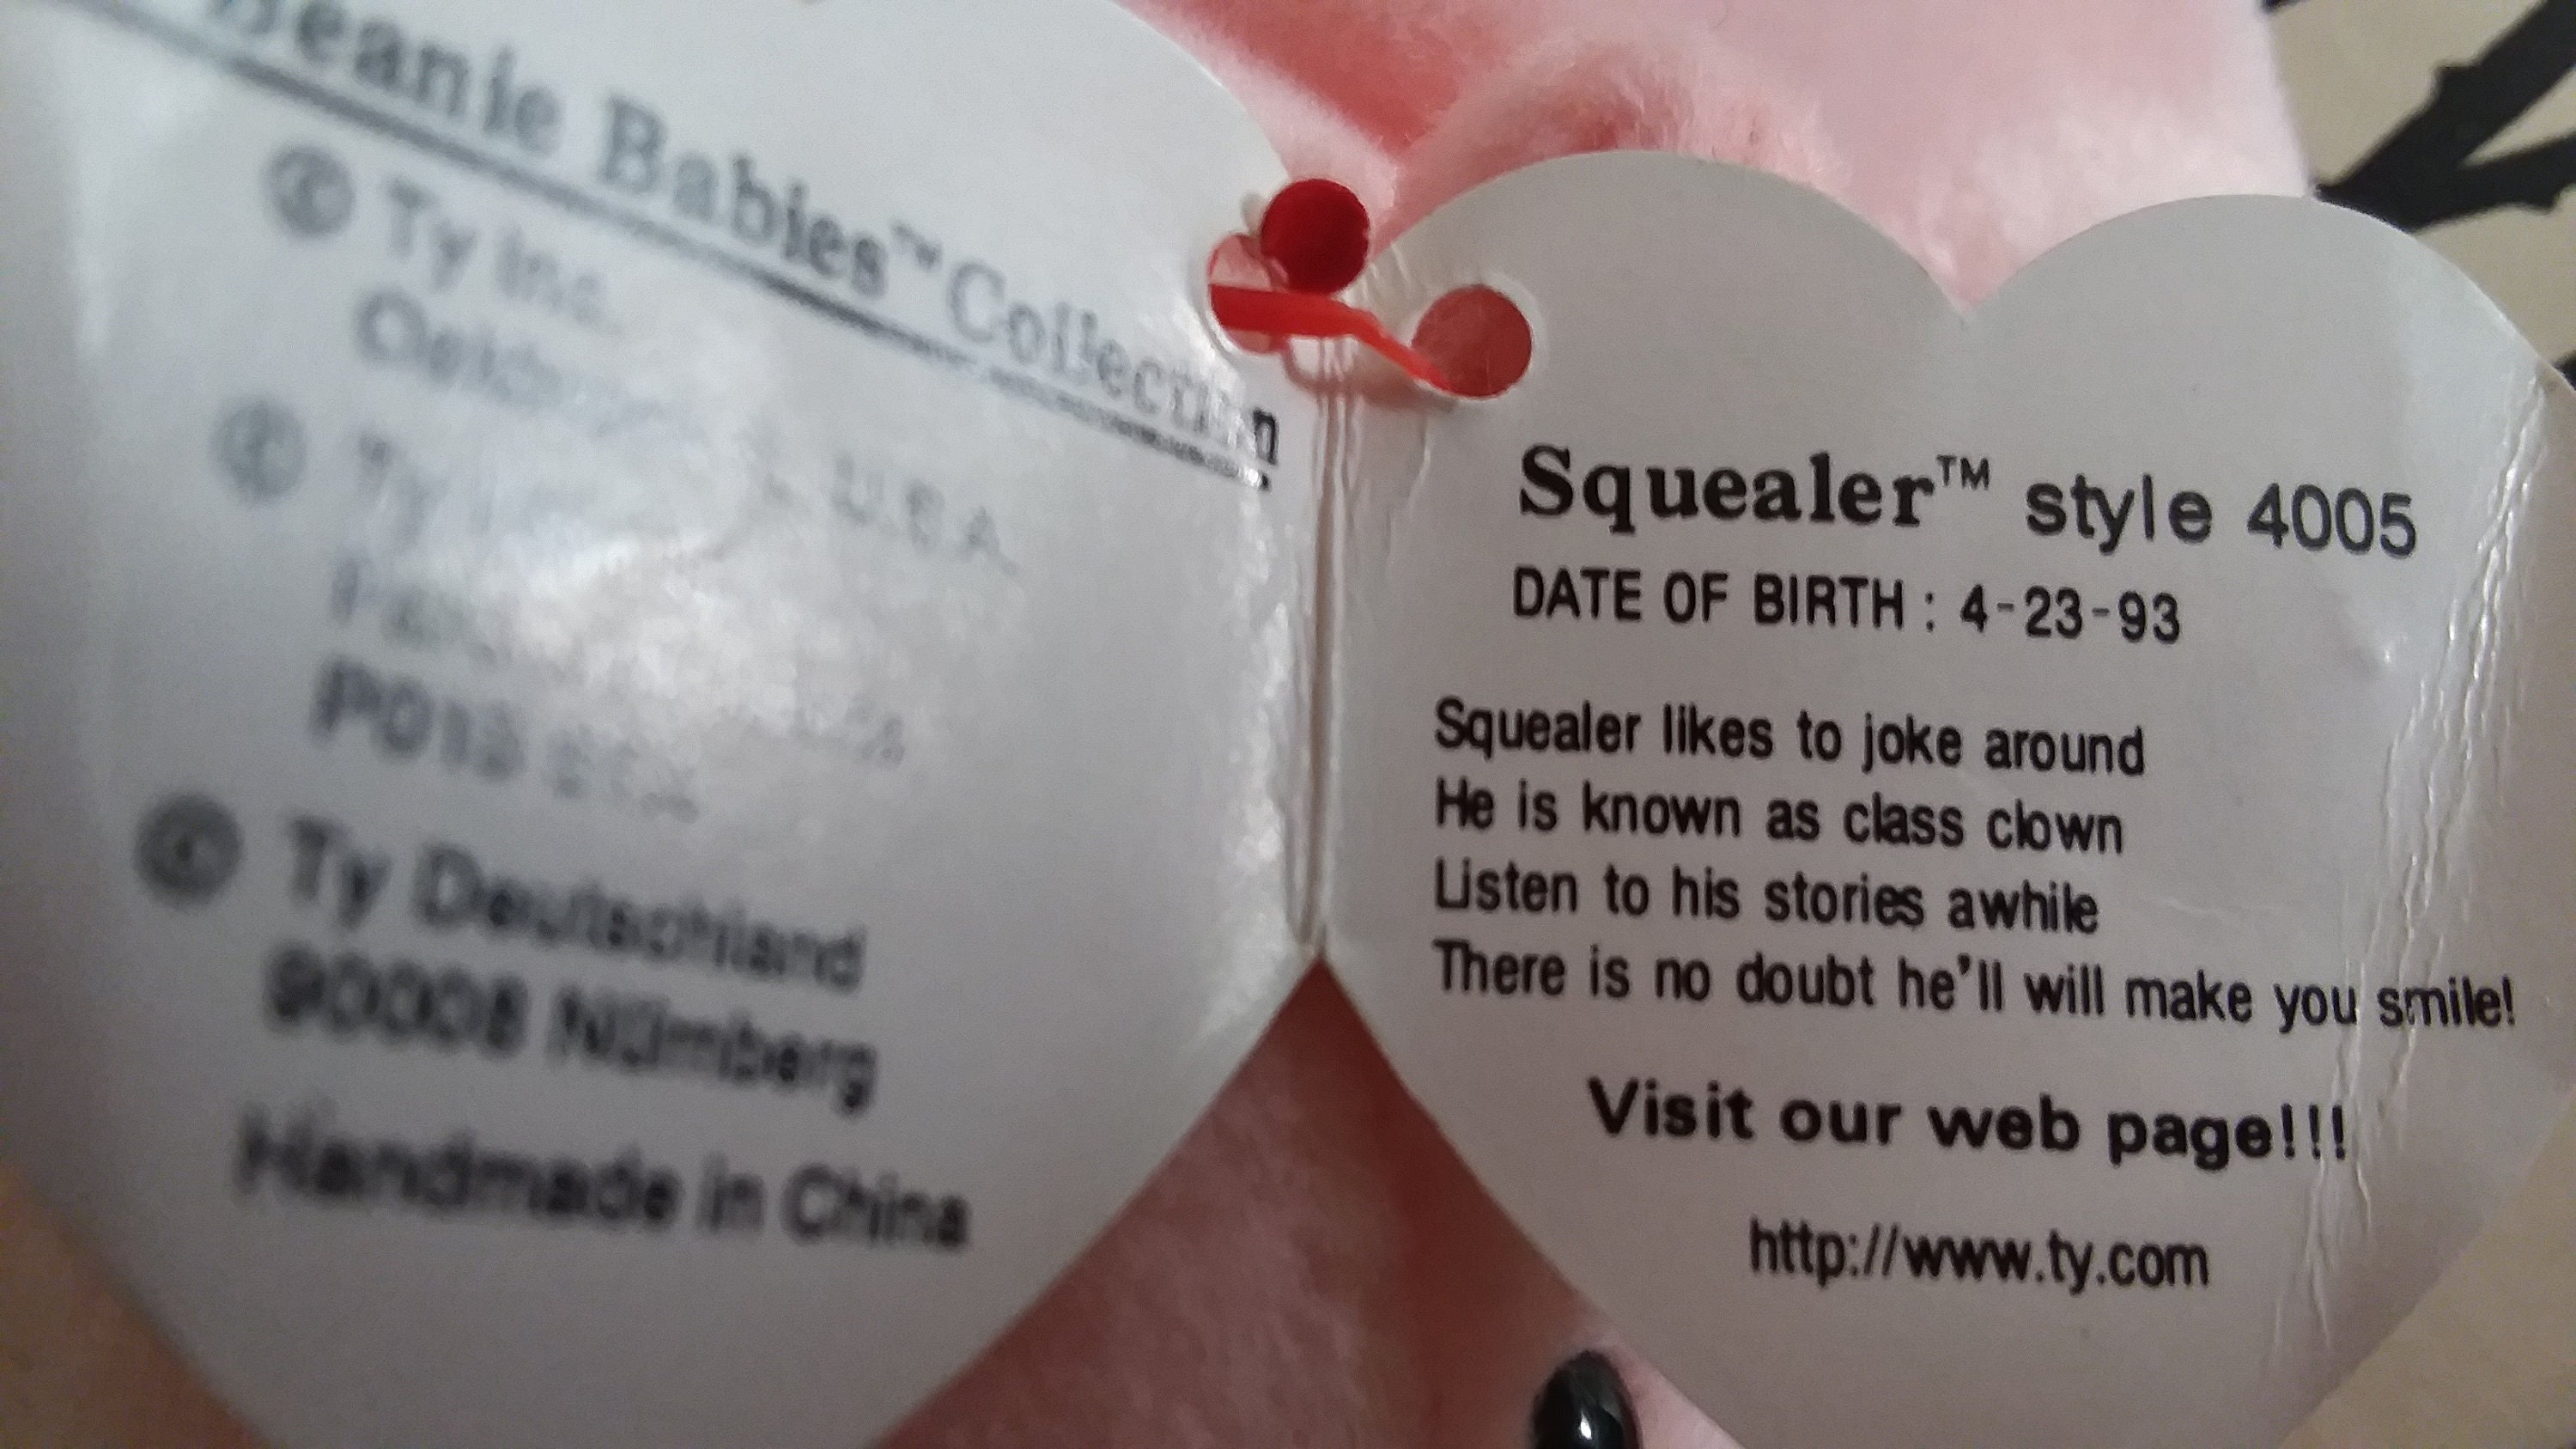 Beanie Babies™ Collection
© Ty Inc.
U.S.A.
© Ty
© Ty Deutschland
Nürnberg
Handmade in China
Squealer™ style 4005
DATE OF BIRTH : 4-23-93
Squealer likes to joke around
He is known as class clown
Listen to his stories awhile
There is no doubt he'll will make you smile!
Visit our web page!!!
http://www.ty.com